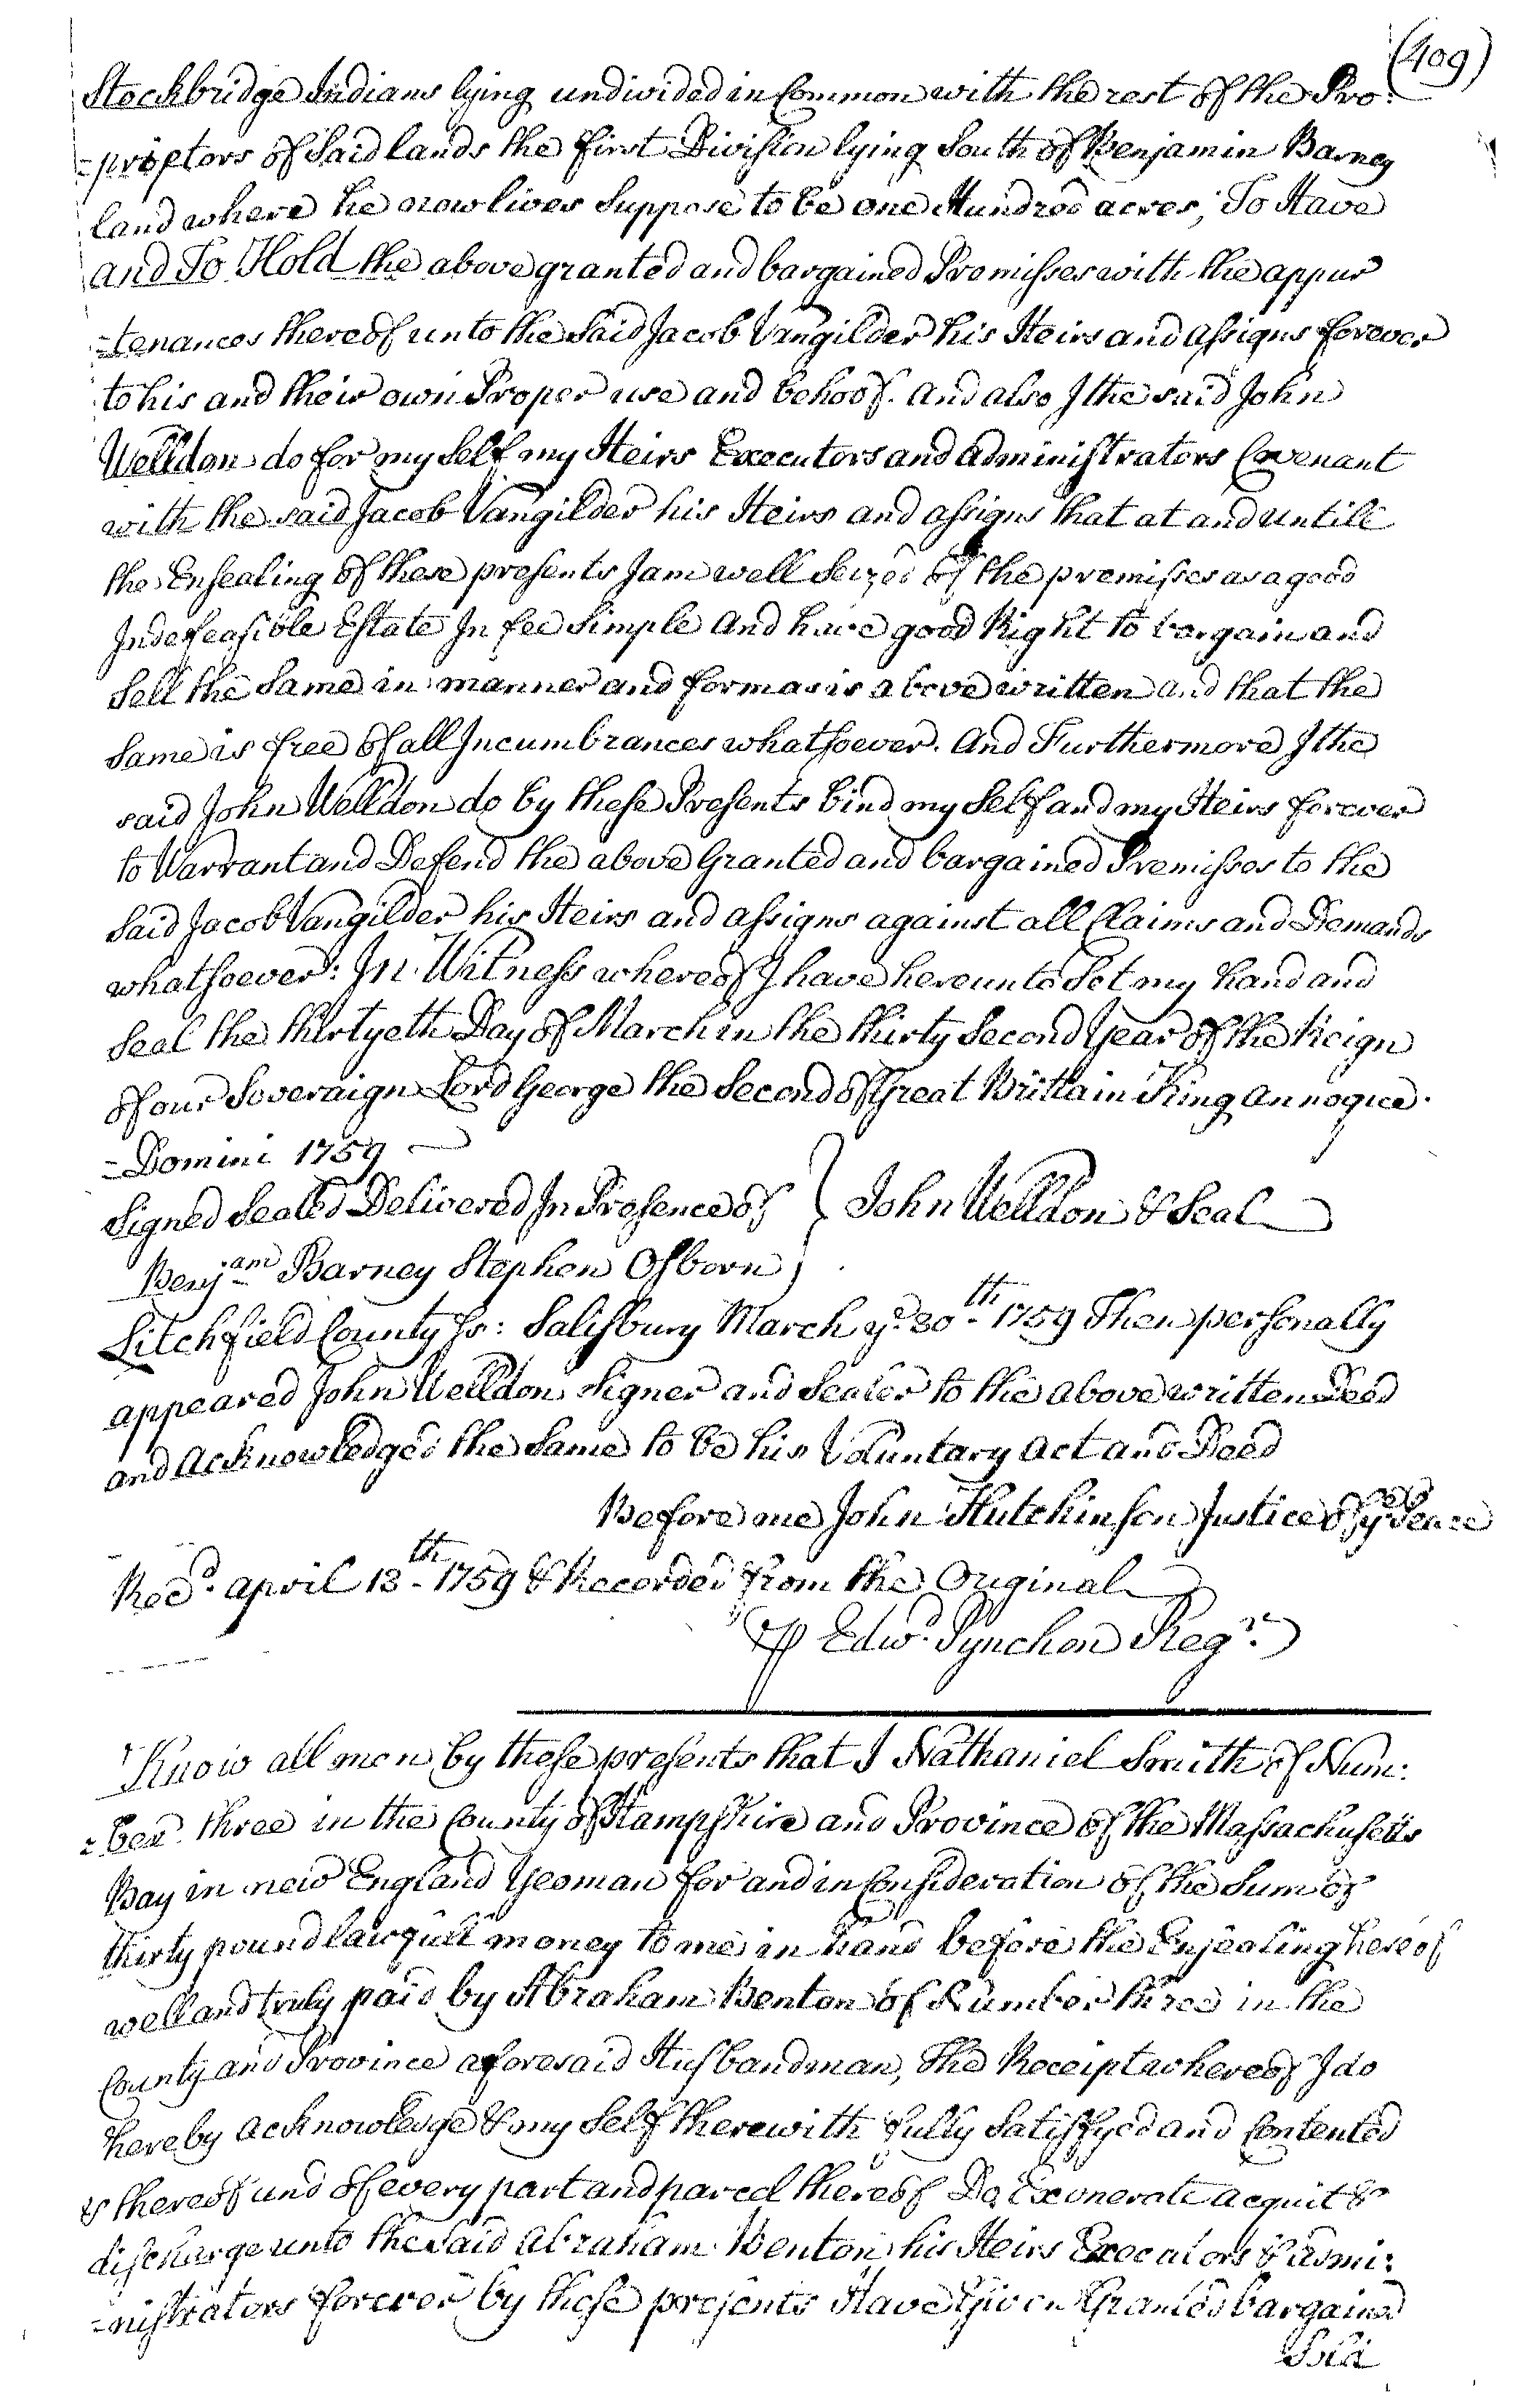 (409)
Stockbridge Indians lying undivided in Common with the rest of the Pro:
-prietors of Said lands the first Division lying South of Benjamin Barney
land where he now lives Suppose to be one Hundred acres, To Have
and To Hold the above granted and bargained Premisses with the appur
-tenances thereof unto the Said Jacob Vangilder his Heirs and assigns forever
to his and their own Proper use and behoof. And also I the said John
Welldon do for my Self my Heirs Executors and administrators Covenant
with the said Jacob Vangilder his Heirs and assigns that at and untill
the Ensealing of these presents I am well Seized of the premisses as a good
Indefeasible Estate In fee Simple And have good Right to bargain and
Sell the Same in manner and form as is above written and that the
Same is free of all Incumbrances whatsoever. And Furthermore I the
said John Welldon do by these Presents bind my Self and my Heirs forever
to Warrant and Defend the above Granted and bargained Premisses to the
Said Jacob Vangilder his Heirs and assigns against all Claims and Demands
whatsoever: In Witness whereof I have hereunto Set my hand and
Seal the thirtyeth Day of March in the thirty Second Year of the Reign
of our Soveraign Lord George the Second of Great Brittain King annoque
-Domini 1759
Signed Sealed Delivered In Presence of } John Welldon & Seal
Benjam Barney Stephen Osborn
Litchfield County Ss: Salisbury March ye 30th 1759 Then personally
appeared John Welldon Signer and Sealer to the above written Deed
and acknowledged the Same to be his Voluntary act and Deed
Before me John Hutchinson Justice of ye Peace
Recd. april 13th 1759 & Recorded from the Original
⅌ Edwd. Pynchon Regr.
Know all men by these presents that I Nathaniel Smith of Num:
-ber three in the County of Hampshire and Province of the Massachusetts
Bay in new England Yeoman for and in Consideration of the Sum of
thirty pound lawfull money to me in hand before the Ensealing hereof
well and truly paid by Abraham Benton of Number three in the
County and Province aforesaid Husbandman, The Receipt whereof I do
hereby acknowledge & my Self therewith fully Satisfyed and Contented
& thereof and of every part and parcel thereof Do Exonerate acquit &
discharge unto the Said Abraham Benton his Heirs Executors & admi:
-nistrators forever by these presents Have Given Granted bargained
Sold